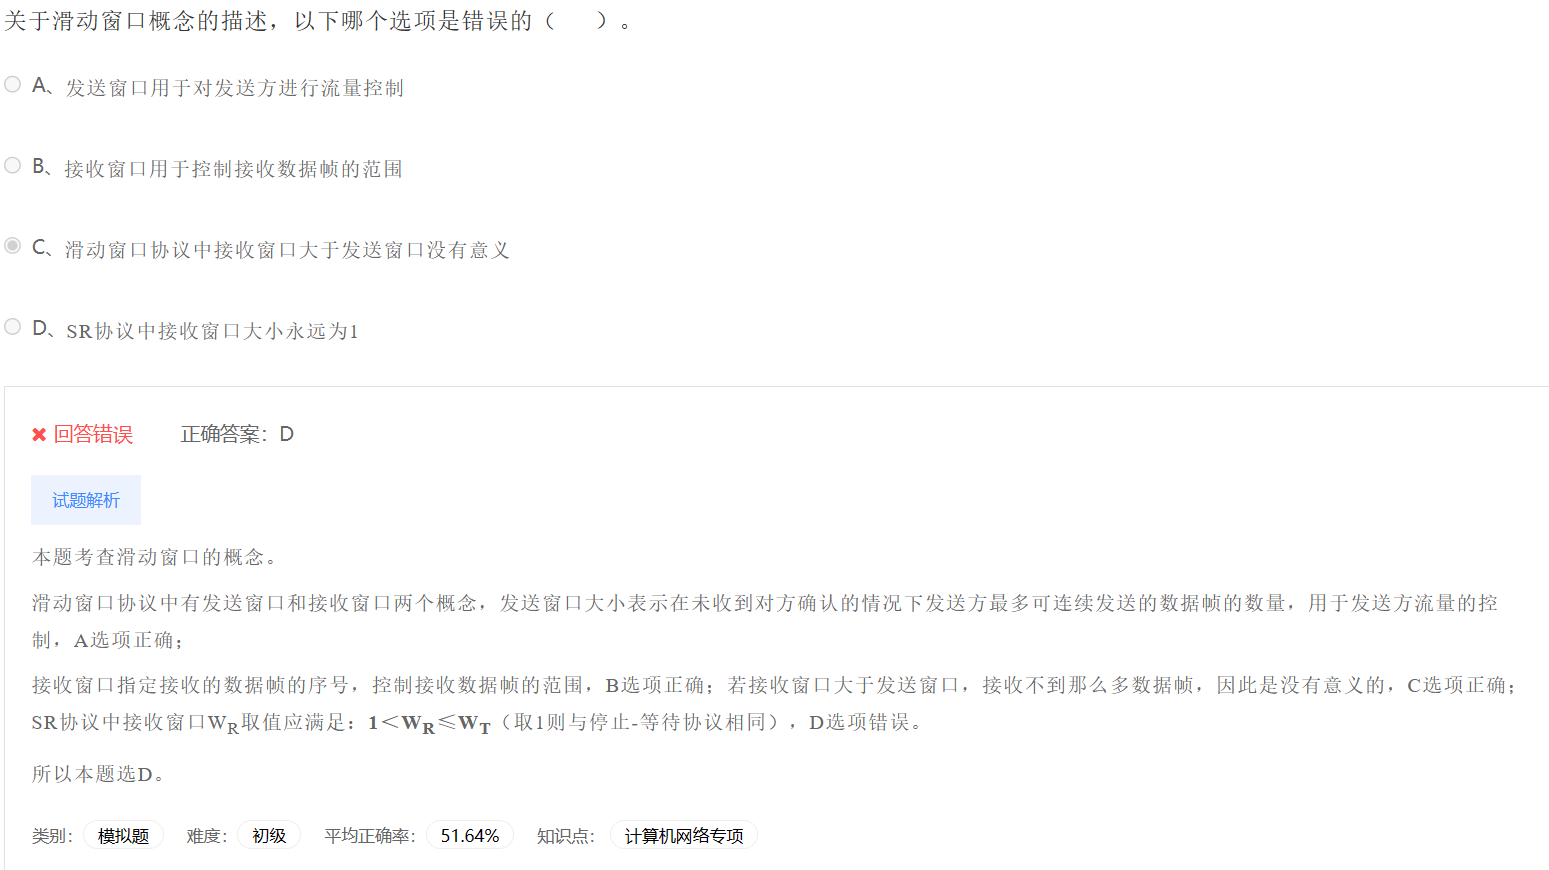 关于滑动窗口概念的描述，以下哪个选项是错误的（　　）。
A、发送窗口用于对发送方进行流量控制
B、接收窗口用于控制接收数据帧的范围
C、滑动窗口协议中接收窗口大于发送窗口没有意义
D、SR协议中接收窗口大小永远为1
✖ 回答错误　　正确答案：D
试题解析
本题考查滑动窗口的概念。
滑动窗口协议中有发送窗口和接收窗口两个概念，发送窗口大小表示在未收到对方确认的情况下发送方最多可连续发送的数据帧的数量，用于发送方流量的控
制，A选项正确；
接收窗口指定接收的数据帧的序号，控制接收数据帧的范围，B选项正确；若接收窗口大于发送窗口，接收不到那么多数据帧，因此是没有意义的，C选项正确；
SR协议中接收窗口WR取值应满足：1＜WR≤WT（取1则与停止-等待协议相同），D选项错误。
所以本题选D。
类别： 模拟题　难度： 初级　平均正确率： 51.64%　知识点： 计算机网络专项